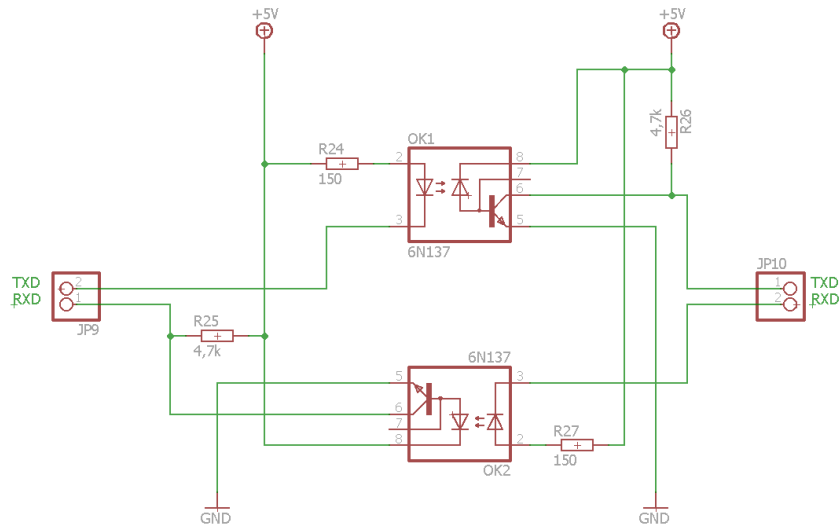 +5V
+5V
OK1
R24
150
2
3
8
7
6
5
6N137
4,7k
R26
TXD
RXD
2
1
JP9
JP10
1
2
TXD
RXD
R25
4,7k
6N137
5
6
7
8
3
2
OK2
R27
150
GND
GND